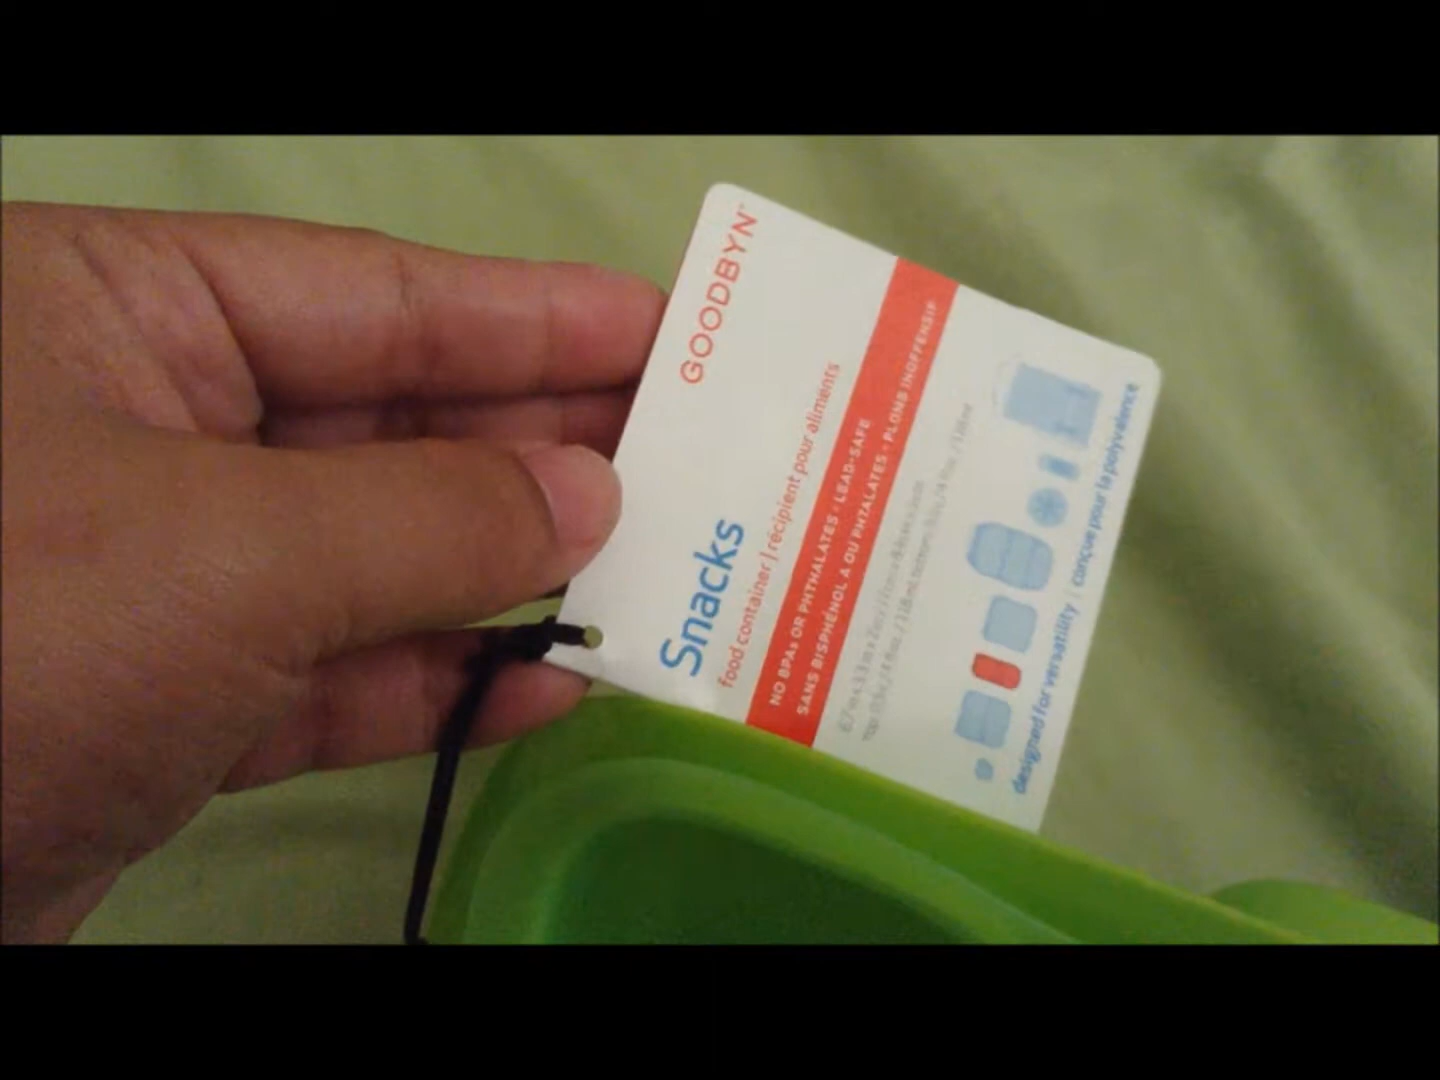 GOODBYN™
Snacks
food container | récipient pour aliments
NO BPAs OR PHTHALATES · LEAD-SAFE
SANS BISPHÉNOL A OU PHTALATES · PLOMB INOFFENSIF
designed for versatility | conçue pour la polyvalence